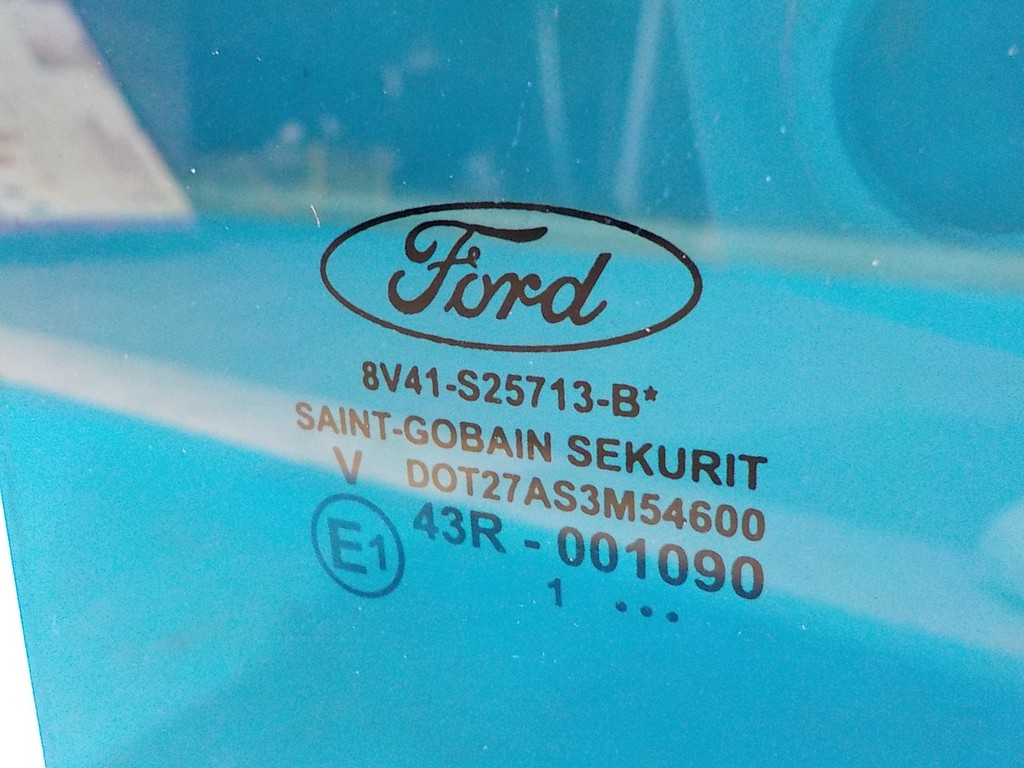 Ford
8V41-S25713-B*
SAINT-GOBAIN SEKURIT
V DOT27AS3M54600
E1 43R - 001090
1 ...